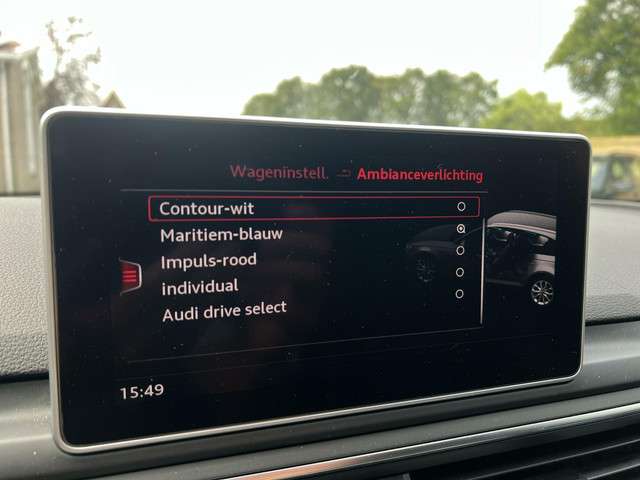 Wageninstell. Ambianceverlichting
Contour-wit
Maritiem-blauw
Impuls-rood
individual
Audi drive select
15:49